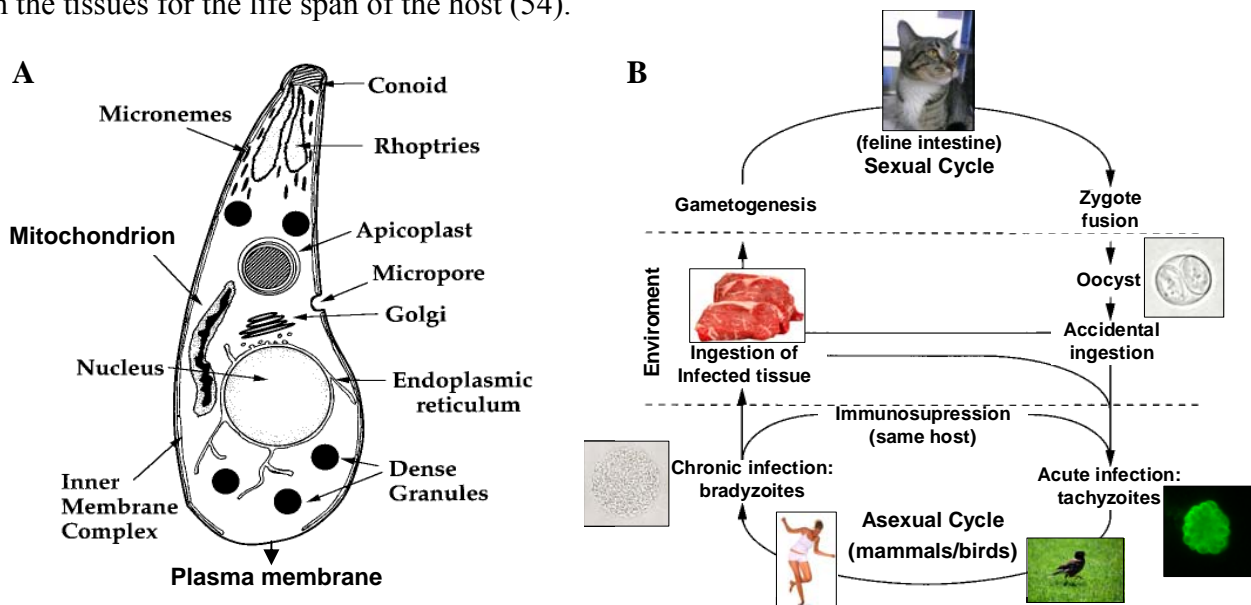 n the tissues for the life span of the host (54).
A
Conoid
Micronemes
Rhoptries
Mitochondrion
Apicoplast
Micropore
Golgi
Nucleus
Endoplasmic
reticulum
Inner
Membrane
Complex
Dense
Granules
Plasma membrane
B
(feline intestine)
Sexual Cycle
Gametogenesis
Zygote
fusion
Enviroment
Oocyst
Accidental
ingestion
Ingestion of
Infected tissue
Immunosupression
(same host)
Chronic infection:
bradyzoites
Acute infection:
tachyzoites
Asexual Cycle
(mammals/birds)